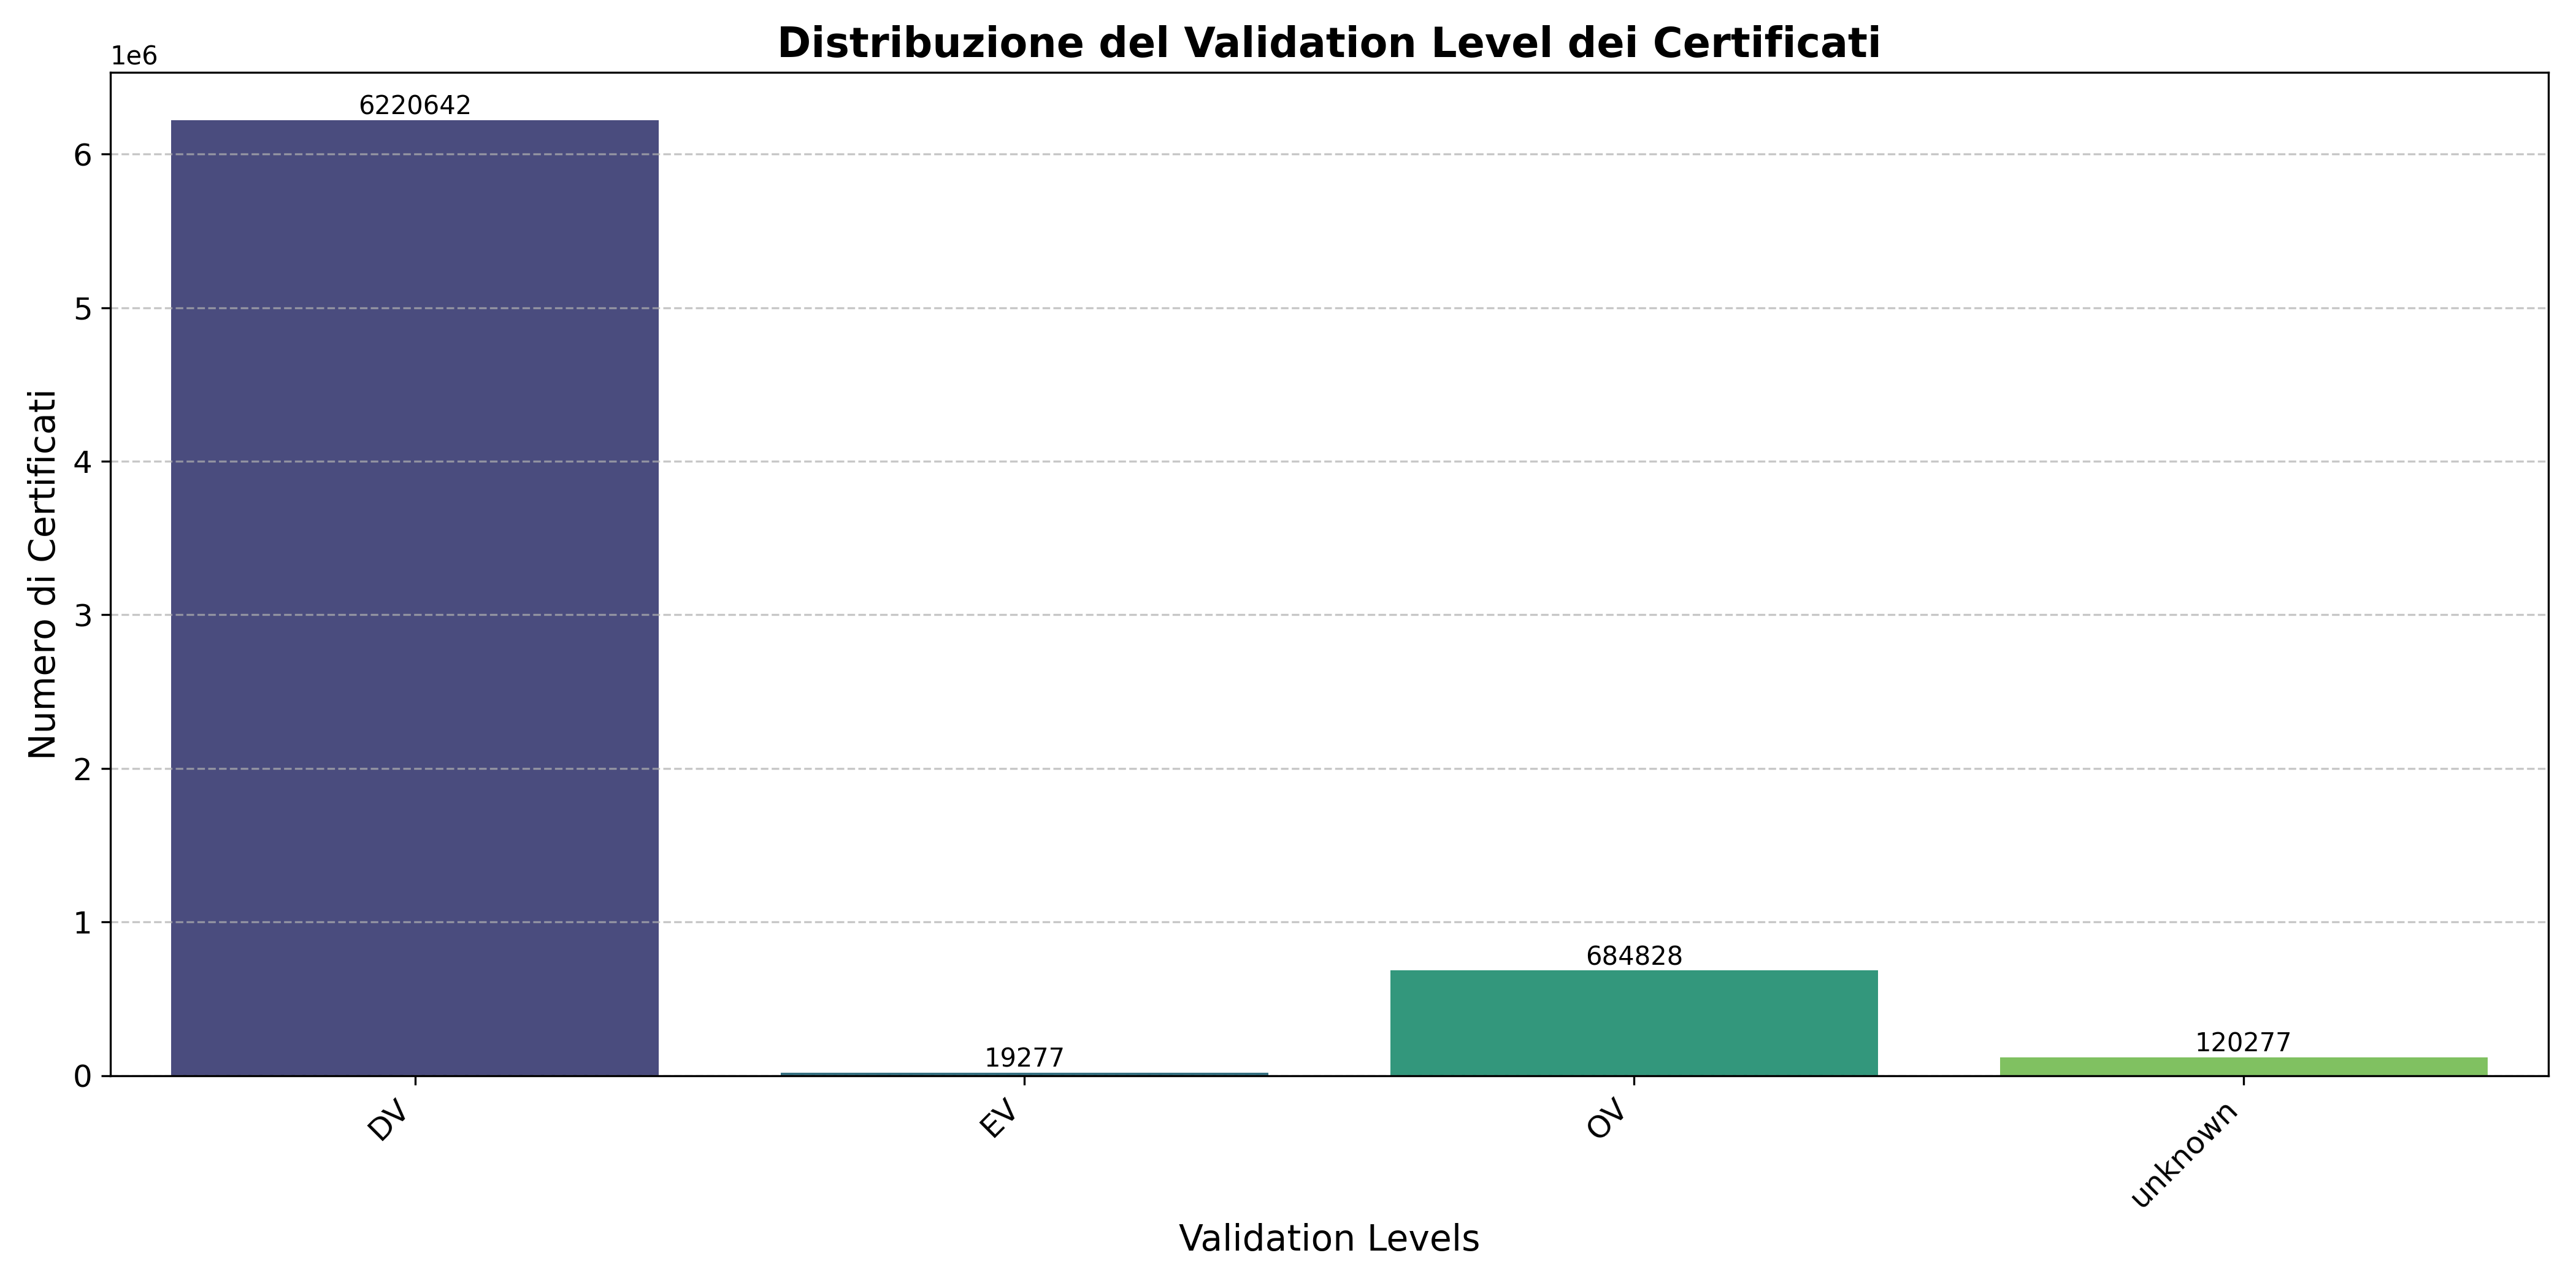 Distribuzione del Validation Level dei Certificati
1e6
6220642
6
5
4
3
2
1
0
Numero di Certificati
19277
684828
120277
DV
EV
OV
unknown
Validation Levels